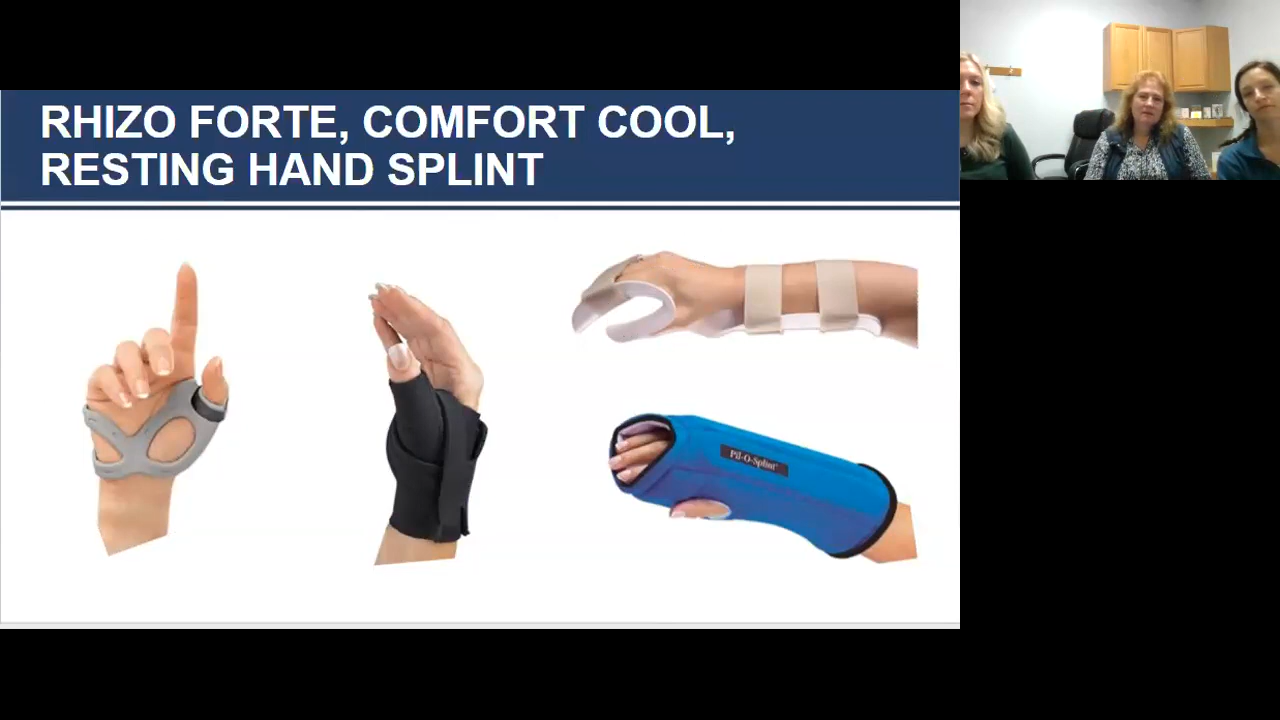 RHIZO FORTE, COMFORT COOL,
RESTING HAND SPLINT
Pil-O-Splint®